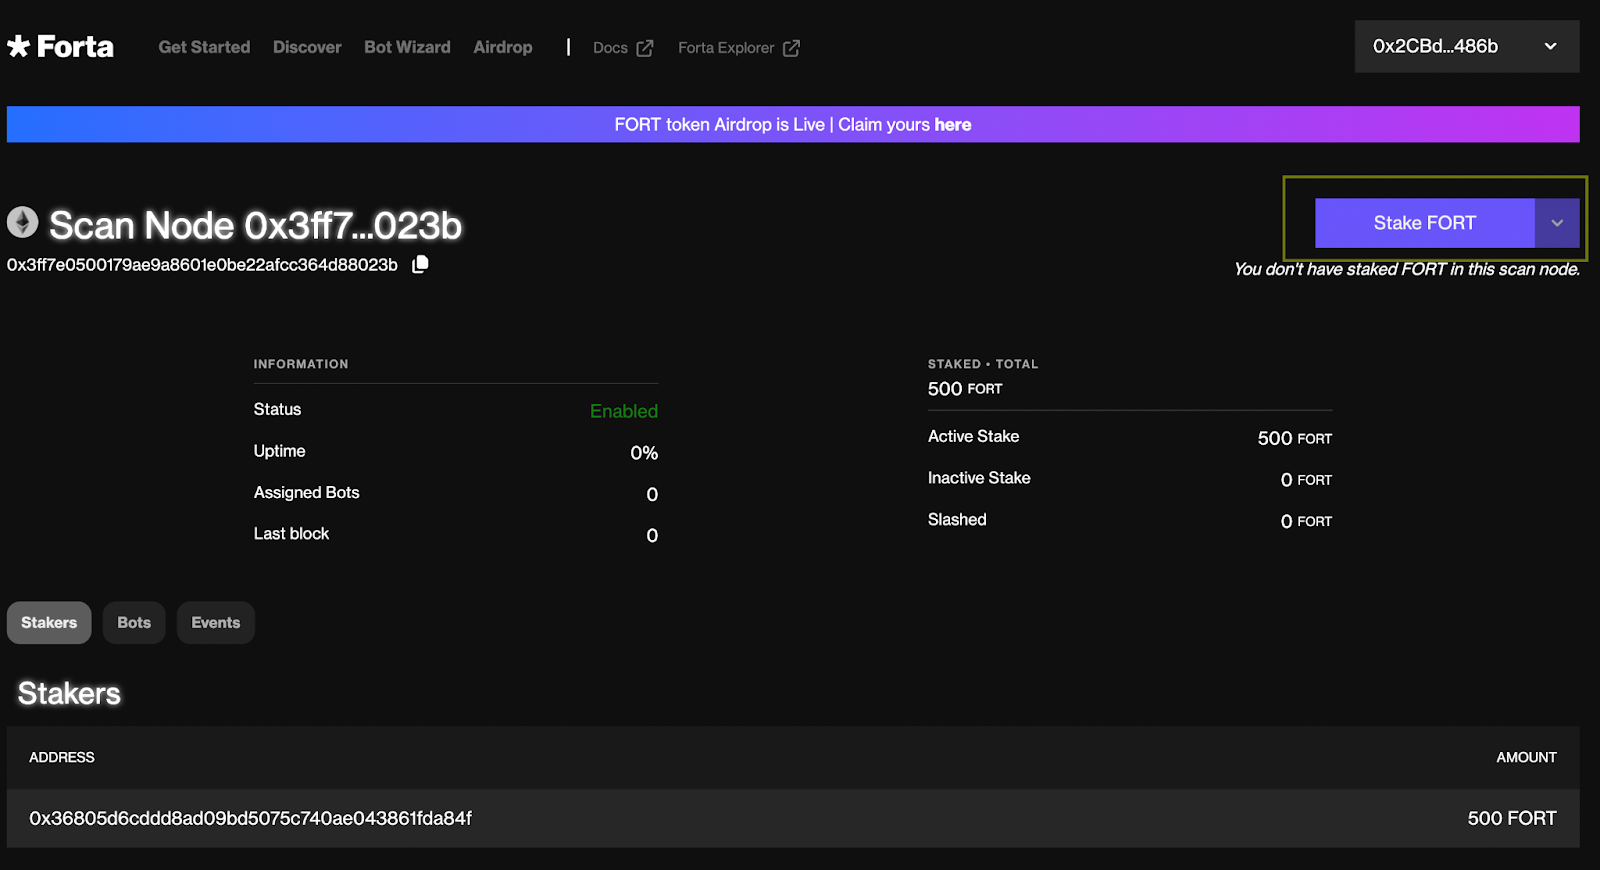 Forta Get Started Discover Bot Wizard Airdrop | Docs Forta Explorer 0x2CBd...486b
FORT token Airdrop is Live | Claim yours here
Scan Node 0x3ff7...023b
Stake FORT
0x3ff7e0500179ae9a8601e0be22afcc364d88023b
You don't have staked FORT in this scan node.
INFORMATION
Status Enabled
Uptime 0%
Assigned Bots 0
Last block 0
STAKED • TOTAL
500 FORT
Active Stake 500 FORT
Inactive Stake 0 FORT
Slashed 0 FORT
Stakers Bots Events
Stakers
ADDRESS AMOUNT
0x36805d6cddd8ad09bd5075c740ae043861fda84f 500 FORT